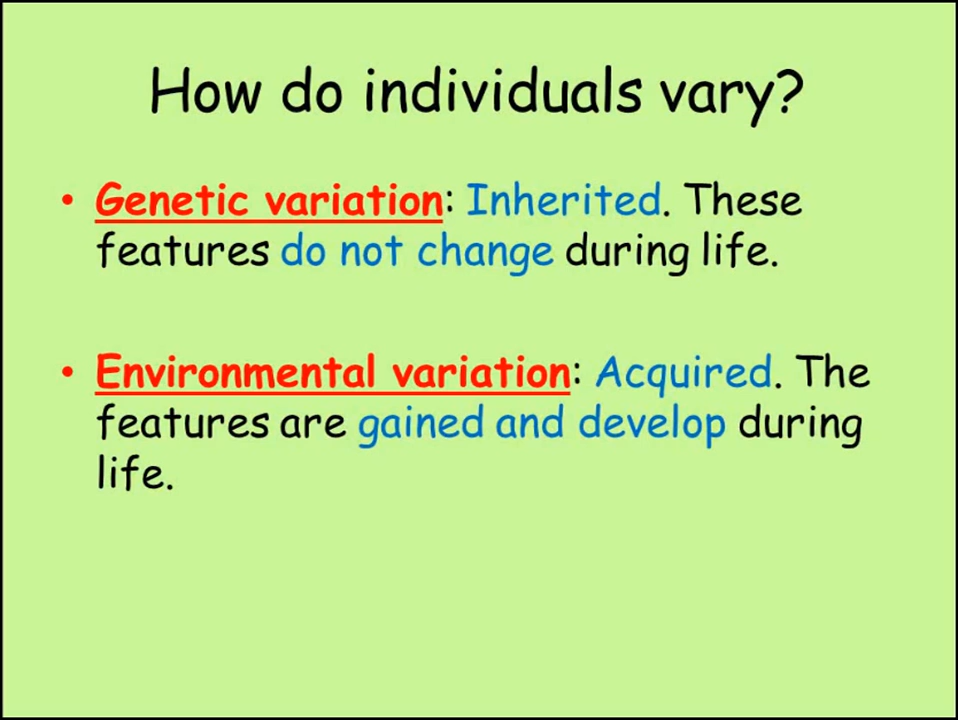 How do individuals vary?
• Genetic variation: Inherited. These
features do not change during life.
• Environmental variation: Acquired. The
features are gained and develop during
life.